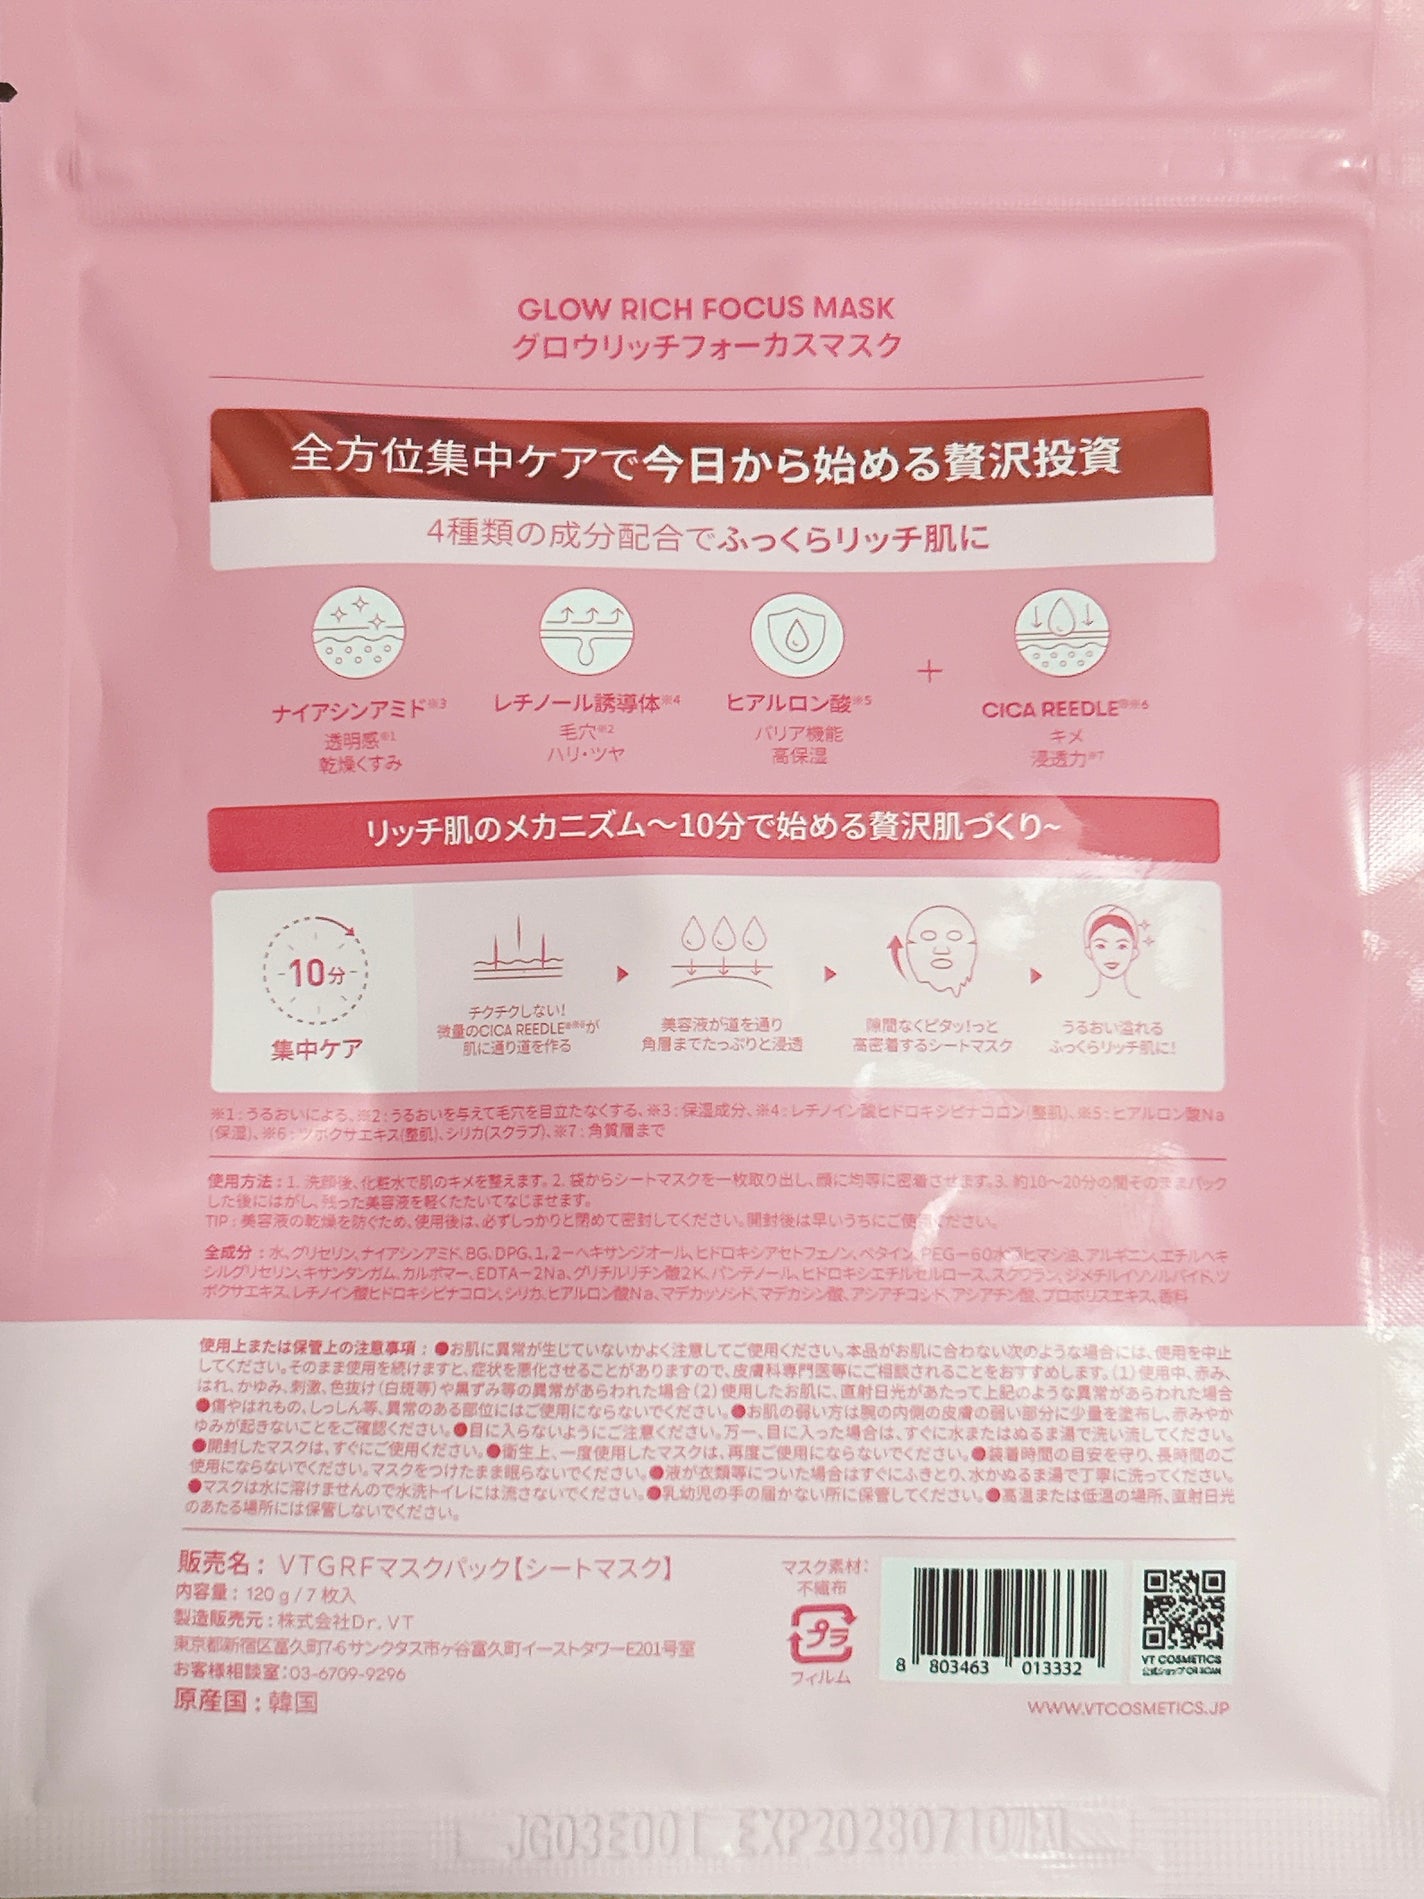 GLOW RICH FOCUS MASK
グロウリッチフォーカスマスク
全方位集中ケアで今日から始める贅沢投資
4種類の成分配合でふっくらリッチ肌に
ナイアシンアミド※3
透明感※1
乾燥くすみ
レチノール誘導体※4
毛穴※2
ハリ・ツヤ
ヒアルロン酸※5
バリア機能
高保湿
+
CICA REEDLE®※6
キメ
浸透力※7
リッチ肌のメカニズム〜10分で始める贅沢肌づくり~
10分
集中ケア
チクチクしない!
微量のCICA REEDLE®※6が
肌に通り道を作る
美容液が道を通り
角層までたっぷりと浸透
隙間なくピタッ!っと
高密着するシートマスク
うるおい溢れる
ふっくらリッチ肌に!
※1:うるおいによる、※2:うるおいを与えて毛穴を目立たなくする、※3:保湿成分、※4:レチノイン酸ヒドロキシピナコロン(整肌)、※5:ヒアルロン酸Na
(保湿)、※6:ツボクサエキス(整肌)、シリカ(スクラブ)、※7:角質層まで
使用方法:1. 洗顔後、化粧水で肌のキメを整えます。2. 袋からシートマスクを一枚取り出し、顔に均等に密着させます。3. 約10〜20分の間そのままパック
した後にはがし、残った美容液を軽くたたいてなじませます。
TIP:美容液の乾燥を防ぐため、使用後は、必ずしっかりと閉めて密封してください。開封後は早いうちにご使用ください。
全成分:水、グリセリン、ナイアシンアミド、BG、DPG、1,2-ヘキサンジオール、ヒドロキシアセトフェノン、ベタイン、PEG-60水添ヒマシ油、アルギニン、エチルヘキ
シルグリセリン、キサンタンガム、カルボマー、EDTA-2Na、グリチルリチン酸2K、パンテノール、ヒドロキシエチルセルロース、スクワラン、ジメチルイソソルバイド、ツ
ボクサエキス、レチノイン酸ヒドロキシピナコロン、シリカ、ヒアルロン酸Na、マデカッソシド、マデカシン酸、アシアチコシド、アシアチン酸、プロポリスエキス、香料
使用上または保管上の注意事項:●お肌に異常が生じていないかよく注意してご使用ください。本品がお肌に合わない次のような場合には、使用を中止
してください。そのまま使用を続けますと、症状を悪化させることがありますので、皮膚科専門医等にご相談されることをおすすめします。(1)使用中、赤み、
はれ、かゆみ、刺激、色抜け(白斑等)や黒ずみ等の異常があらわれた場合(2)使用したお肌に、直射日光があたって上記のような異常があらわれた場合
●傷やはれもの、しっしん等、異常のある部位にはご使用にならないでください。●お肌の弱い方は腕の内側の皮膚の弱い部分に少量を塗布し、赤みやか
ゆみが起きないことをご確認ください。●目に入らないようにご注意ください。万一、目に入った場合は、すぐに水またはぬるま湯で洗い流してください。
●開封したマスクは、すぐにご使用ください。●衛生上、一度使用したマスクは、再度ご使用にならないでください。●装着時間の目安を守り、長時間のご
使用にならないでください。マスクをつけたまま眠らないでください。●液が衣類等についた場合はすぐにふきとり、水かぬるま湯で丁寧に洗ってください。
●マスクは水に溶けませんので水洗トイレには流さないでください。●乳幼児の手の届かない所に保管してください。●高温または低温の場所、直射日光
のあたる場所には保管しないでください。
販売名: VTGRFマスクパック【シートマスク】
内容量: 120 g / 7 枚入
製造販売元:株式会社Dr. VT
東京都新宿区富久町7-6サンクタス市ヶ谷富久町イーストタワーE201号室
お客様相談室:03-6709-9296
原産国:韓国
マスク素材:
不織布
プラ
フィルム
8 803463 013332
VT COSMETICS
公式ショップ QR SCAN
WWW.VTCOSMETICS.JP
JG03E001 EXP20280710